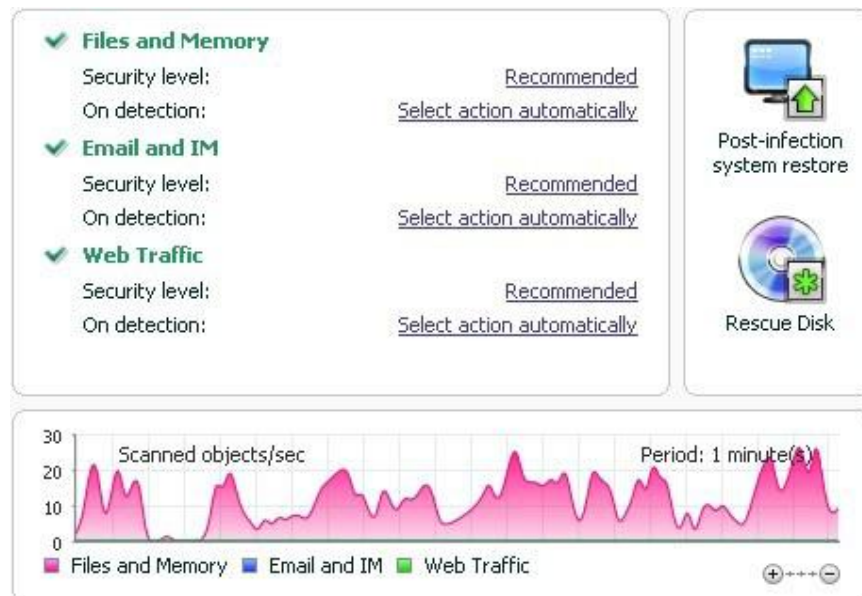 Files and Memory
Security level: Recommended
On detection: Select action automatically
Email and IM
Security level: Recommended
On detection: Select action automatically
Web Traffic
Security level: Recommended
On detection: Select action automatically
Post-infection
system restore
Rescue Disk
30
20
10
0
Scanned objects/sec
Period: 1 minute(s)
Files and Memory Email and IM Web Traffic